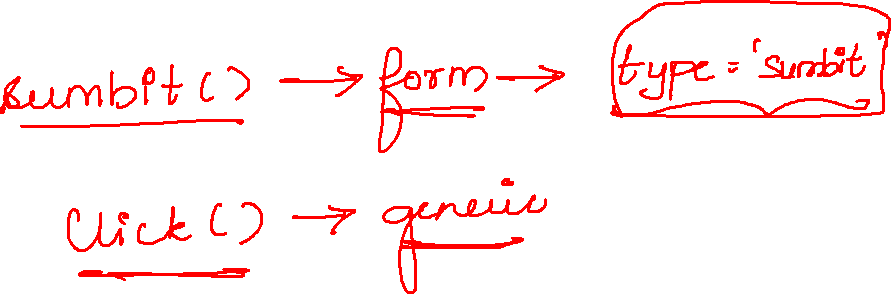 sumbit() → form → type = "sumbit"
click() → generic